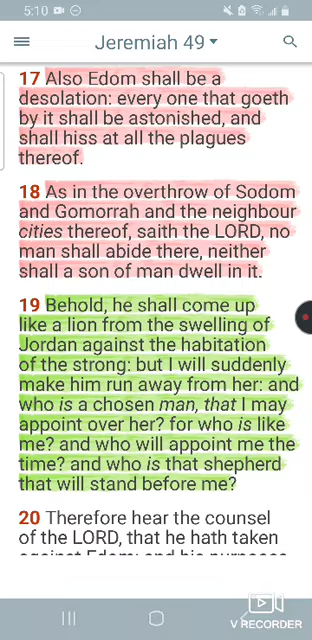 5:10
Jeremiah 49
17 Also Edom shall be a
desolation: every one that goeth
by it shall be astonished, and
shall hiss at all the plagues
thereof.
18 As in the overthrow of Sodom
and Gomorrah and the neighbour
cities thereof, saith the LORD, no
man shall abide there, neither
shall a son of man dwell in it.
19 Behold, he shall come up
like a lion from the swelling of
Jordan against the habitation
of the strong: but I will suddenly
make him run away from her: and
who is a chosen man, that I may
appoint over her? for who is like
me? and who will appoint me the
time? and who is that shepherd
that will stand before me?
20 Therefore hear the counsel
of the LORD, that he hath taken
against Edom; and his purposes,
V RECORDER